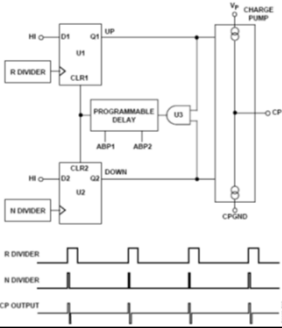 VP CHARGE
PUMP
HI D1 Q1 UP
U1
R DIVIDER
CLR1
PROGRAMMABLE
DELAY
U3
CP
ABP1 ABP2
CLR2
HI D2 Q2 DOWN
U2
N DIVIDER
CPGND
R DIVIDER
N DIVIDER
CP OUTPUT